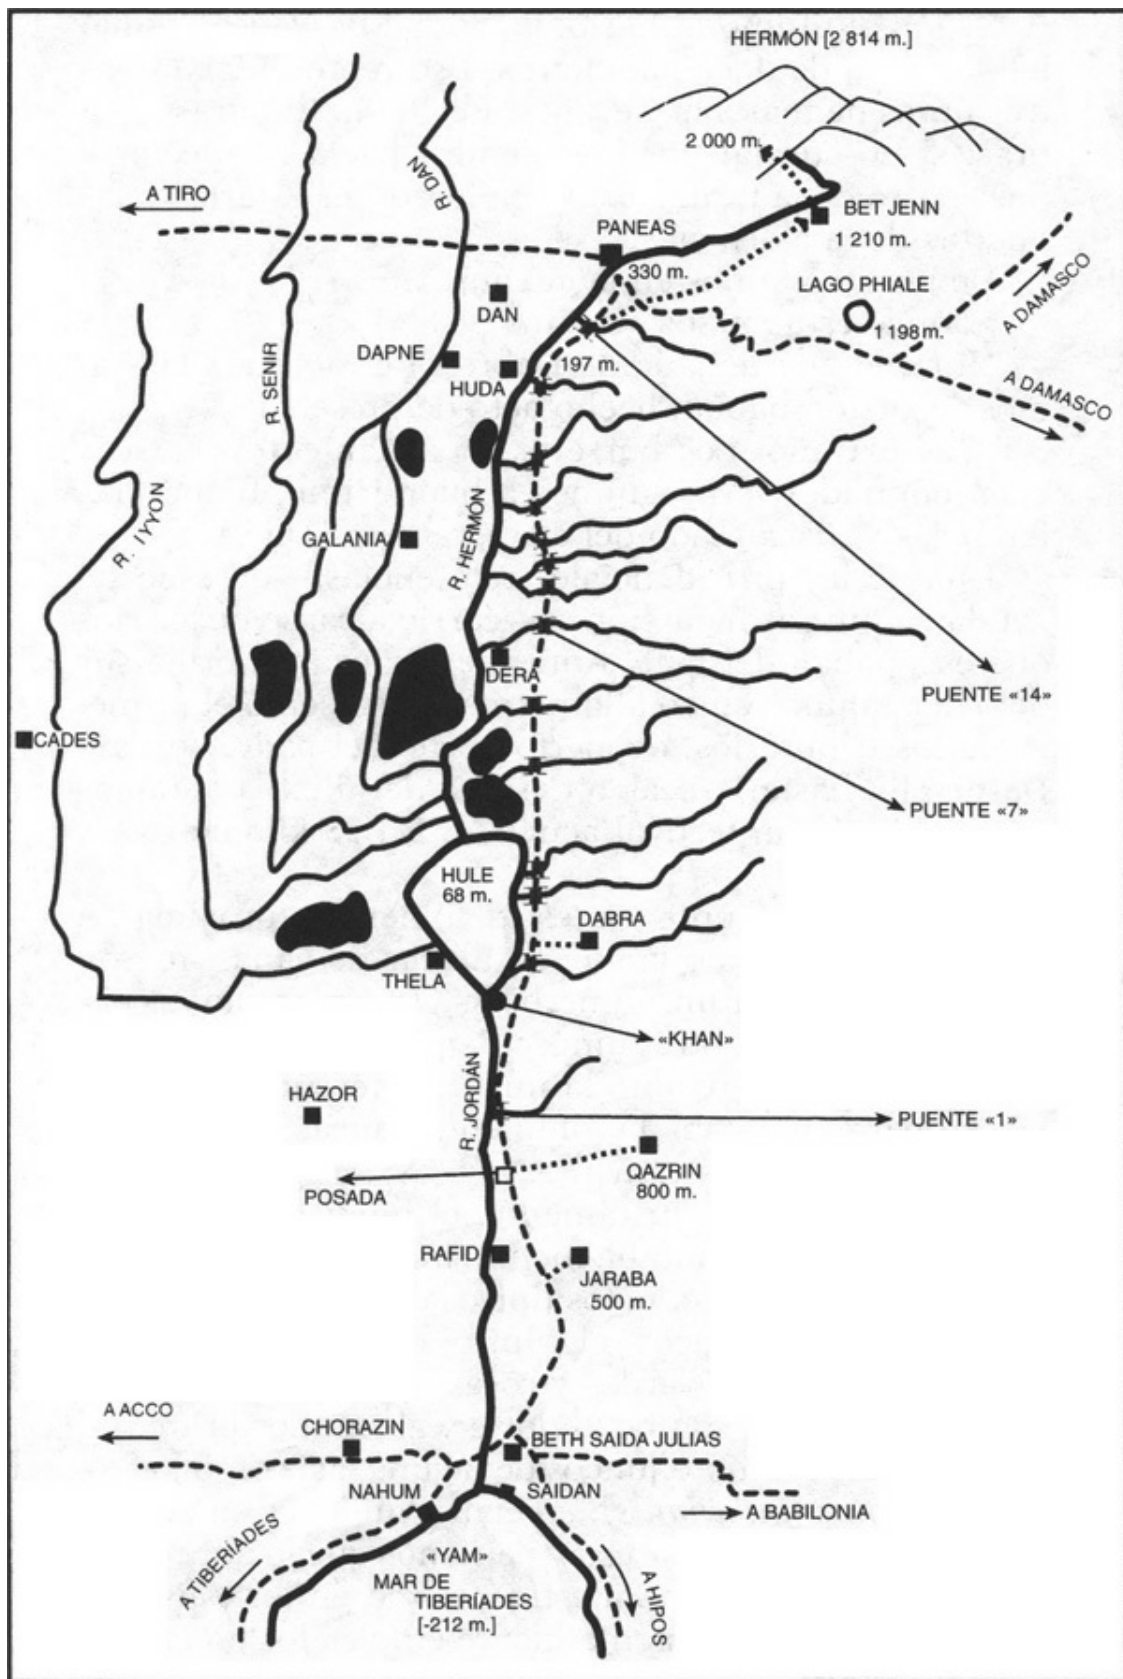 HERMÓN [2 814 m.]
2 000 m.
R. DAN
A TIRO
BET JENN
1 210 m.
PANEAS
330 m.
LAGO PHIALE
1 198 m.
A DAMASCO
A DAMASCO
DAN
DAPNE
HUDA
197 m.
R. SENIR
R. IYYON
GALANIA
R. HERMÓN
DERA
PUENTE «14»
CADES
PUENTE «7»
HULE
68 m.
DABRA
THELA
«KHAN»
R. JORDÁN
HAZOR
PUENTE «1»
QAZRIN
800 m.
POSADA
RAFID
JARABA
500 m.
A ACCO
CHORAZIN
BETH SAIDA JULIAS
NAHUM
SAIDAN
A BABILONIA
A TIBERÍADES
«YAM»
MAR DE
TIBERÍADES
[-212 m.]
A HIPOS